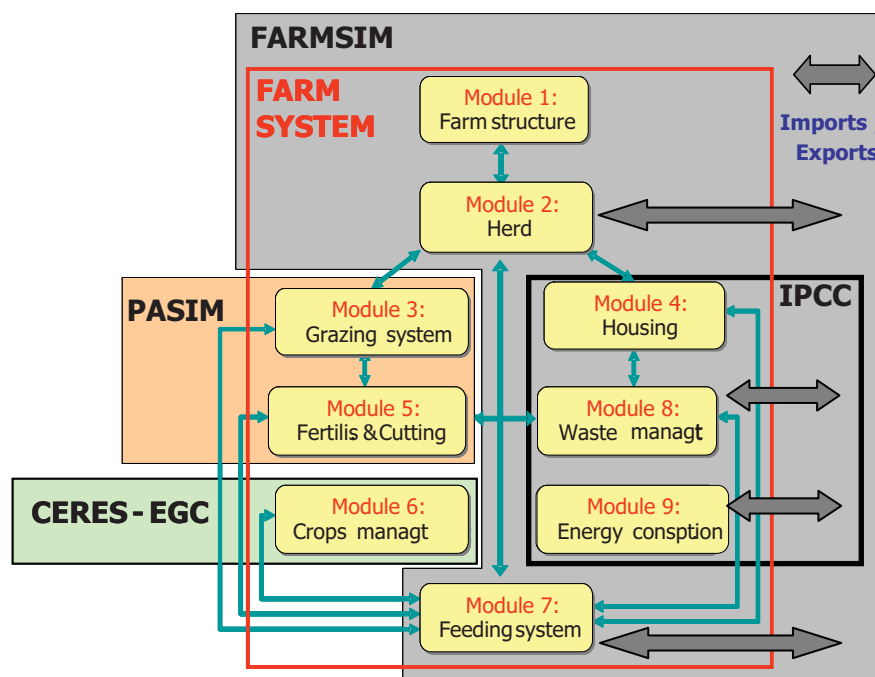 FARMSIM
FARM
SYSTEM
Module 1:
Farm structure
Imports /
Exports
Module 2:
Herd
PASIM
IPCC
Module 3:
Grazing system
Module 4:
Housing
Module 5:
Fertilis & Cutting
Module 8:
Waste managt
CERES - EGC
Module 6:
Crops managt
Module 9:
Energy consption
Module 7:
Feeding system